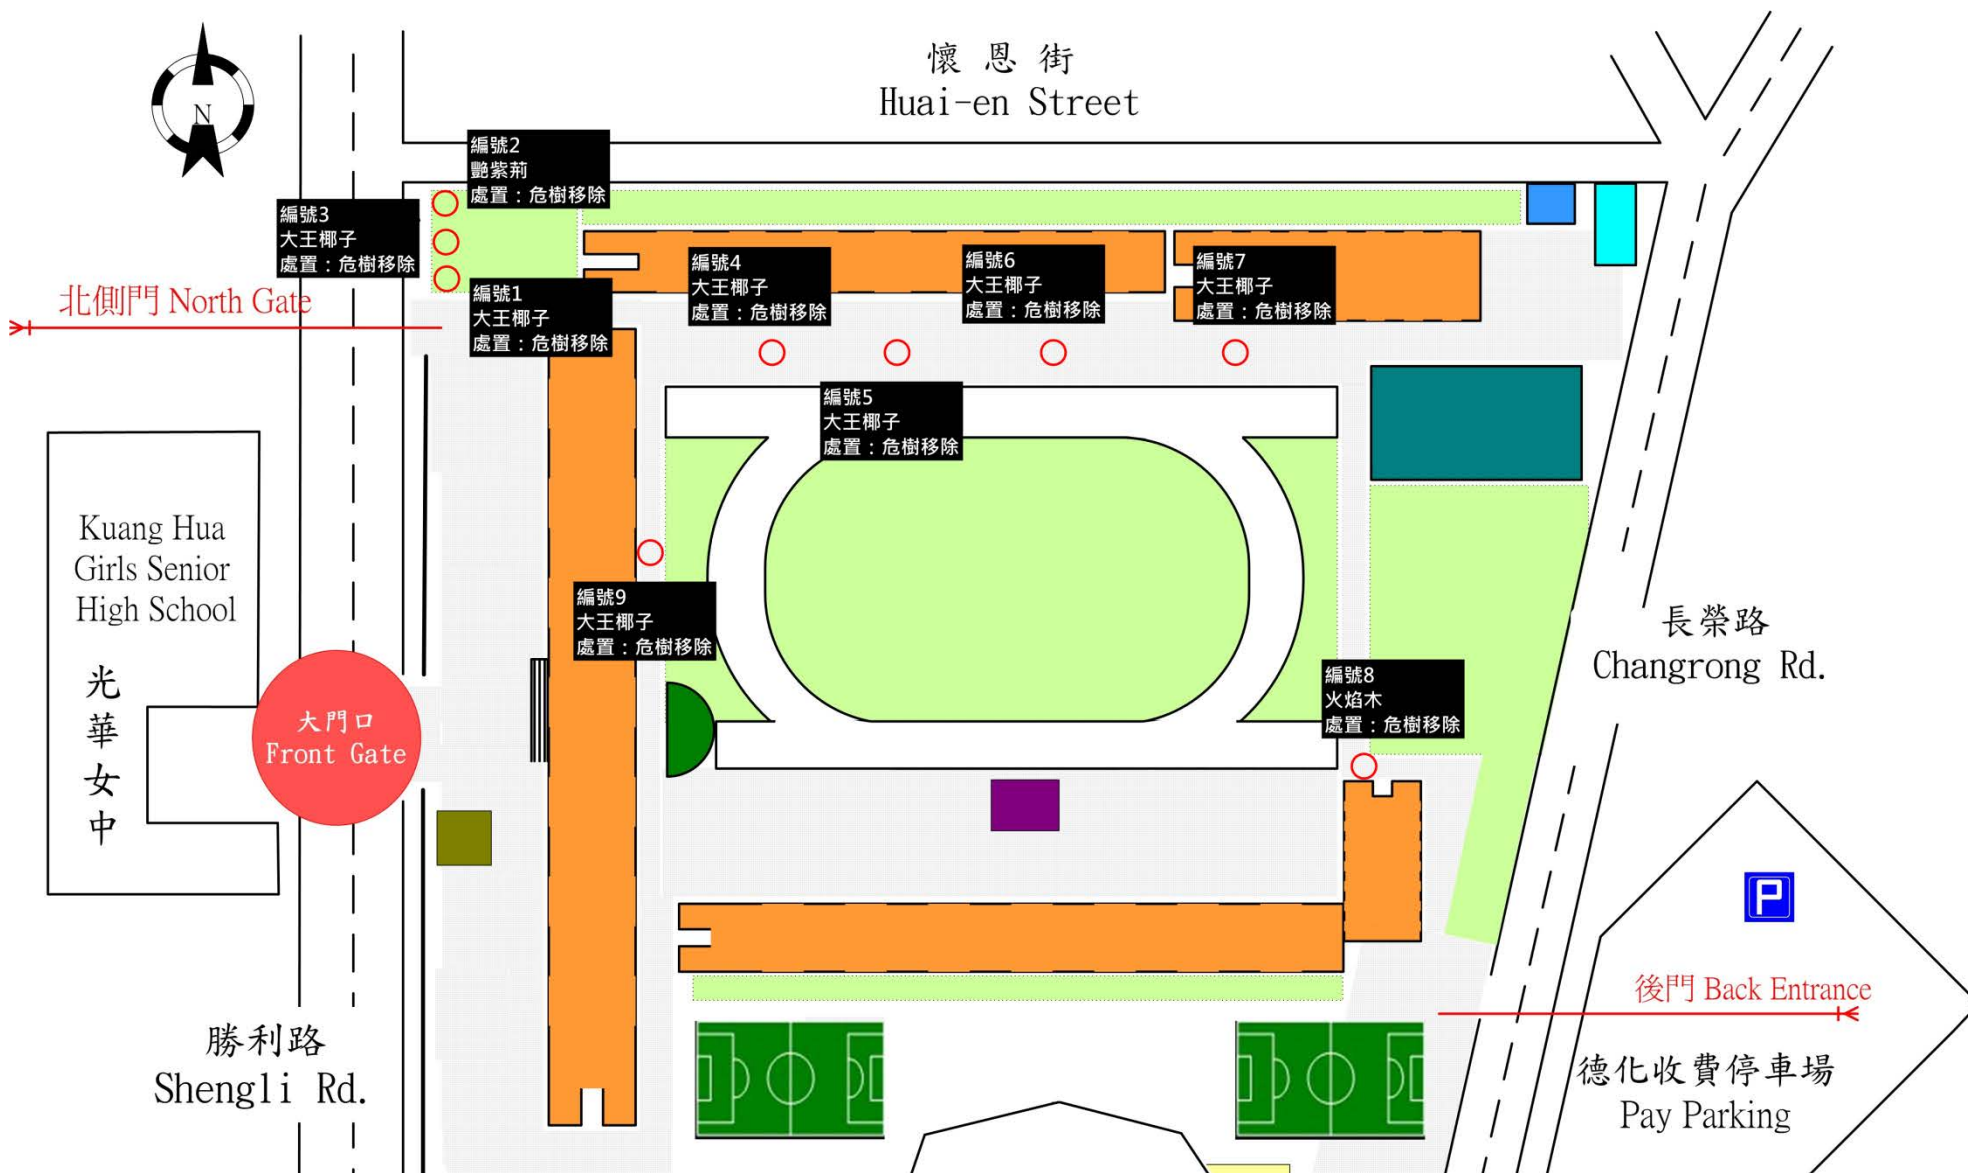 懷恩街
Huai-en Street
N
編號2
艷紫荊
處置：危樹移除
編號3
大王椰子
處置：危樹移除
北側門 North Gate
編號1
大王椰子
處置：危樹移除
編號4
大王椰子
處置：危樹移除
編號6
大王椰子
處置：危樹移除
編號7
大王椰子
處置：危樹移除
編號5
大王椰子
處置：危樹移除
Kuang Hua
Girls Senior
High School
光華女中
大門口
Front Gate
編號9
大王椰子
處置：危樹移除
長榮路
Changrong Rd.
編號8
火焰木
處置：危樹移除
P
後門 Back Entrance
勝利路
Shengli Rd.
德化收費停車場
Pay Parking